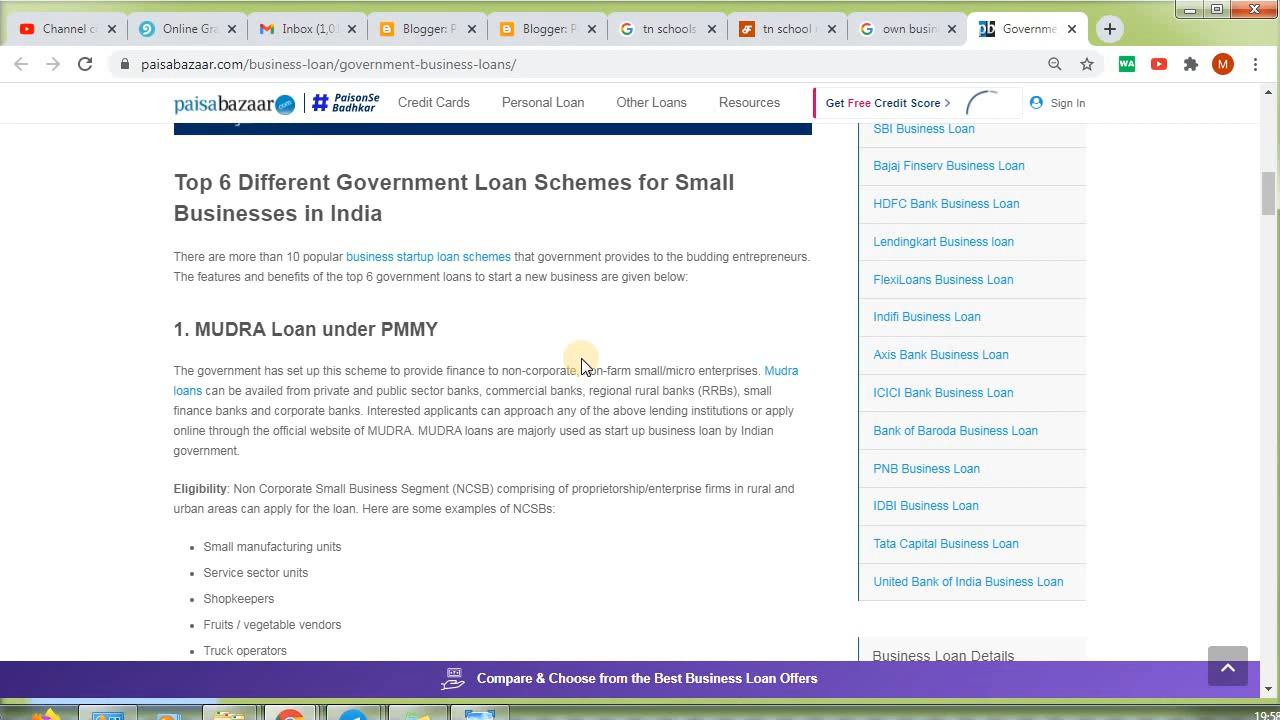 Channel c
Online Gra
Inbox (1,01
Blogger: P
Blogger: P
tn schools
tn school
own busin
pb
Governme
paisabazaar.com/business-loan/government-business-loans/
WA
M
paisabazaar.com
#PaisonSe
Badhkar
Credit Cards
Personal Loan
Other Loans
Resources
Get Free Credit Score >
Sign In
Top 6 Different Government Loan Schemes for Small
Businesses in India
There are more than 10 popular business startup loan schemes that government provides to the budding entrepreneurs.
The features and benefits of the top 6 government loans to start a new business are given below:
1. MUDRA Loan under PMMY
The government has set up this scheme to provide finance to non-corporate, non-farm small/micro enterprises. Mudra
loans can be availed from private and public sector banks, commercial banks, regional rural banks (RRBs), small
finance banks and corporate banks. Interested applicants can approach any of the above lending institutions or apply
online through the official website of MUDRA. MUDRA loans are majorly used as start up business loan by Indian
government.
Eligibility: Non Corporate Small Business Segment (NCSB) comprising of proprietorship/enterprise firms in rural and
urban areas can apply for the loan. Here are some examples of NCSBs:
Small manufacturing units
Service sector units
Shopkeepers
Fruits / vegetable vendors
Truck operators
SBI Business Loan
Bajaj Finserv Business Loan
HDFC Bank Business Loan
Lendingkart Business loan
FlexiLoans Business Loan
Indifi Business Loan
Axis Bank Business Loan
ICICI Bank Business Loan
Bank of Baroda Business Loan
PNB Business Loan
IDBI Business Loan
Tata Capital Business Loan
United Bank of India Business Loan
Business Loan Details
Compare & Choose from the Best Business Loan Offers